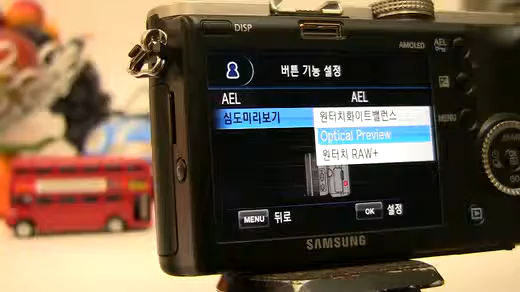 DISP
AMOLED
AEL
버튼 기능 설정
AEL AEL
심도미리보기 원터치화이트밸런스
Optical Preview
원터치 RAW+
MENU
MENU 뒤로 OK 설정
SAMSUNG